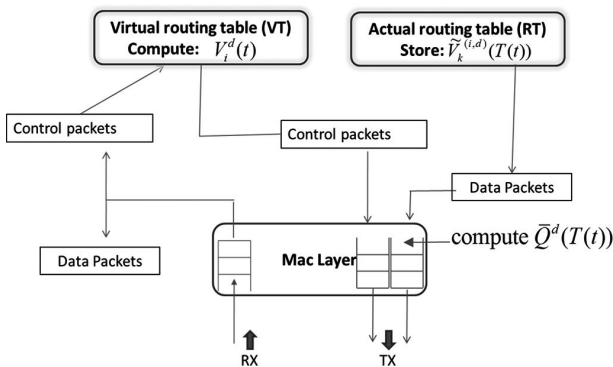 Virtual routing table (VT)
Compute: V_i^d(t)
Actual routing table (RT)
Store: Ṽ_k^(i,d)(T(t))
Control packets
Control packets
Data Packets
Data Packets
Mac Layer
compute Q̄^d(T(t))
RX
TX